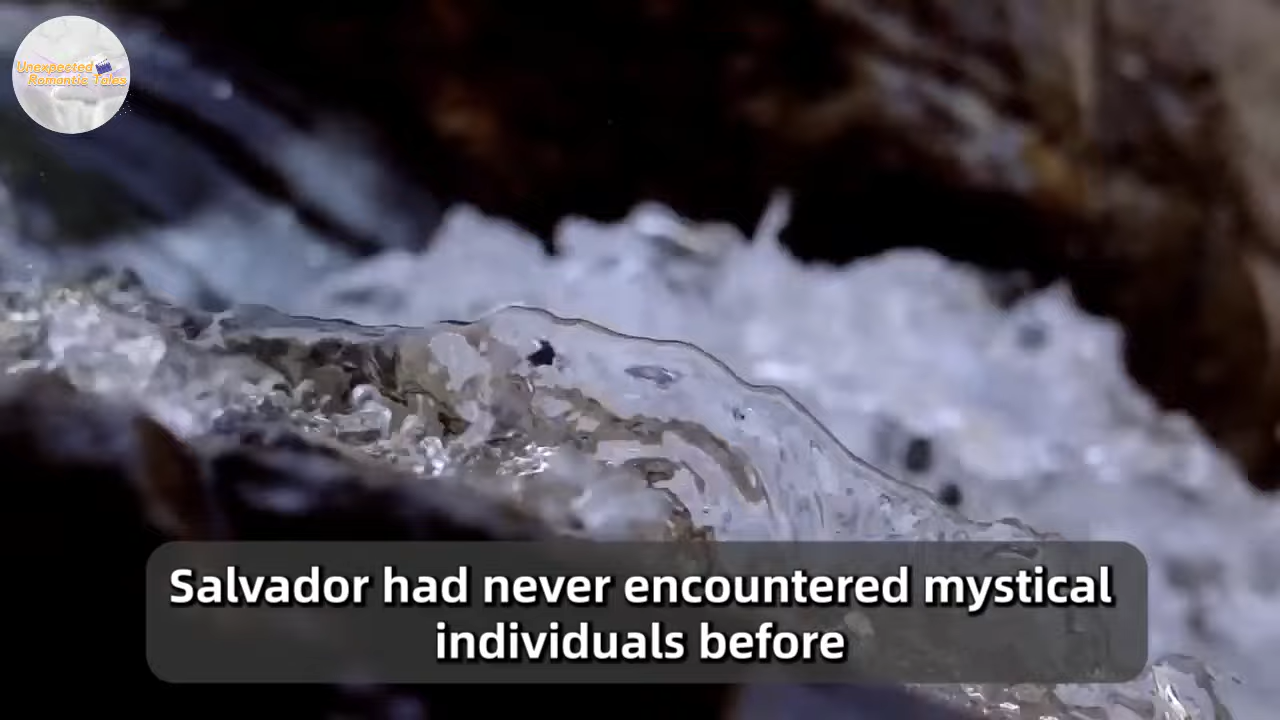 Unexpected
Romantic Tales
Salvador had never encountered mystical
individuals before